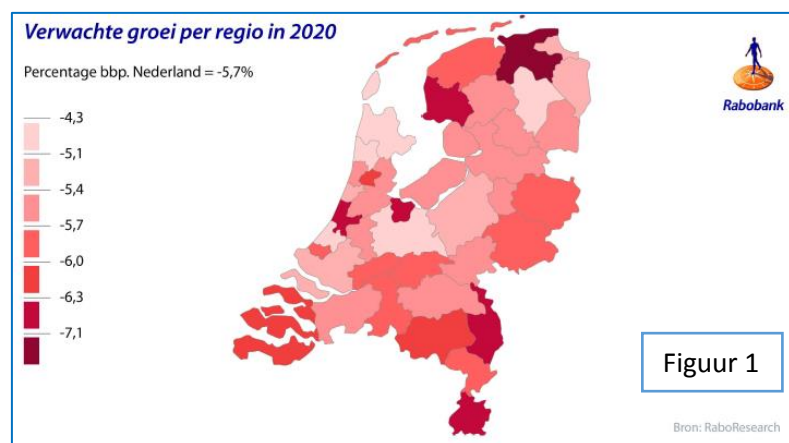 Verwachte groei per regio in 2020
Percentage bbp. Nederland = -5,7%
Rabobank
-4,3
-5,1
-5,4
-5,7
-6,0
-6,3
-7,1
Figuur 1
Bron: RaboResearch